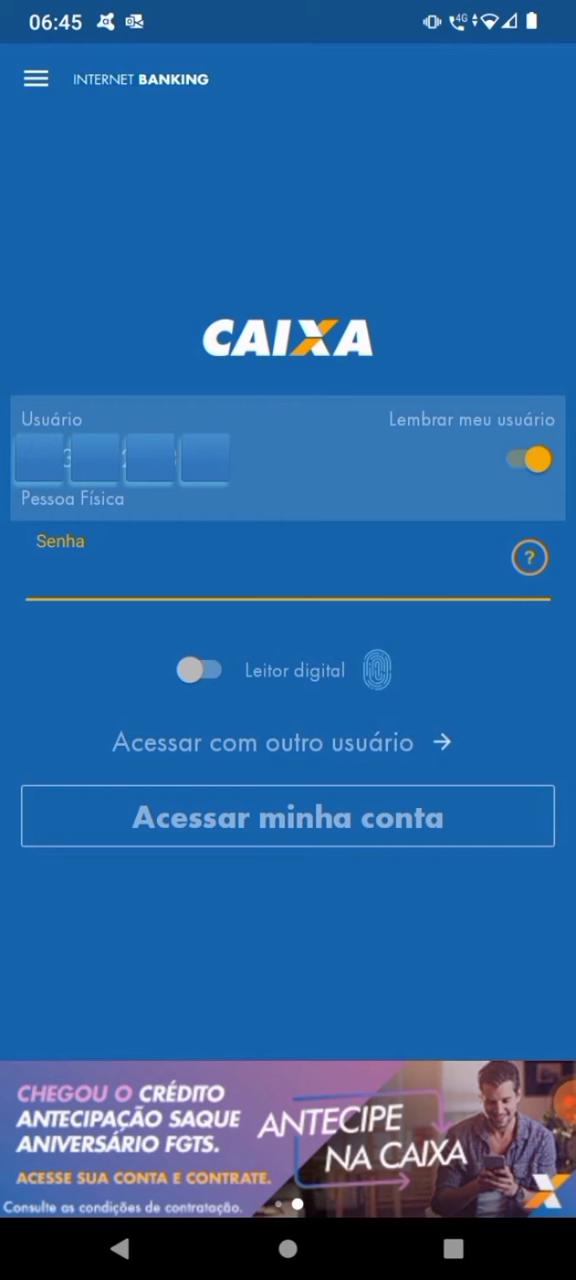 06:45
4G
INTERNET BANKING
CAIXA
Usuário
Lembrar meu usuário
Pessoa Física
Senha
?
Leitor digital
Acessar com outro usuário
Acessar minha conta
CHEGOU O CRÉDITO
ANTECIPAÇÃO SAQUE
ANIVERSÁRIO FGTS.
ACESSE SUA CONTA E CONTRATE.
Consulte as condições de contratação.
ANTECIPE
NA CAIXA
X